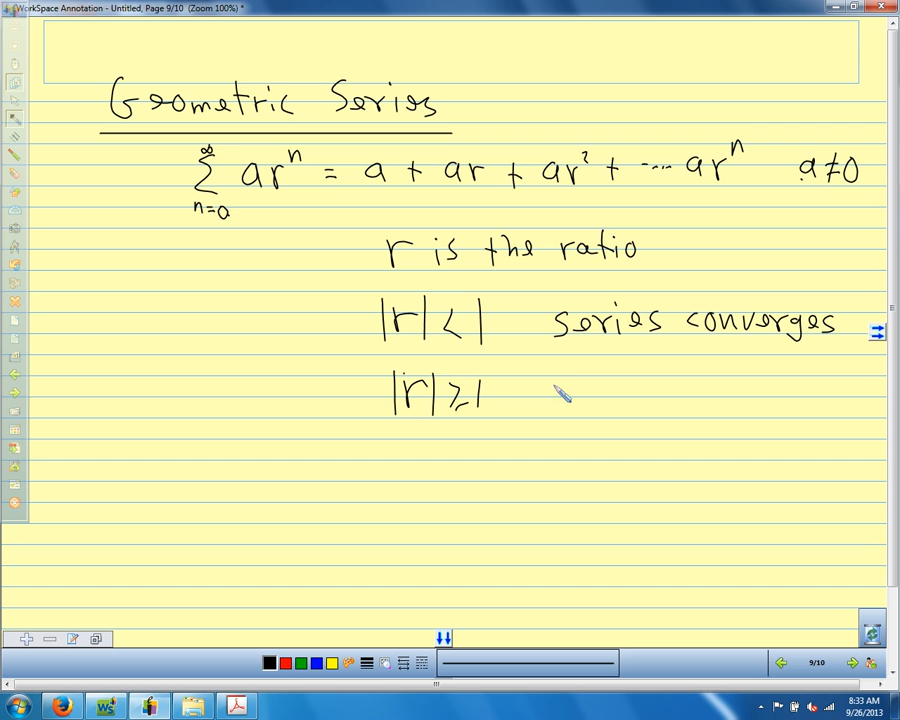 WorkSpace Annotation - Untitled, Page 9/10 (Zoom 100%) *
Geometric Series
∞
∑ arⁿ = a + ar + ar² + ---- arⁿ a ≠ 0
n=0
r is the ratio
|r| < 1 series converges
|r| ≥ 1
9/10
8:33 AM
9/26/2013